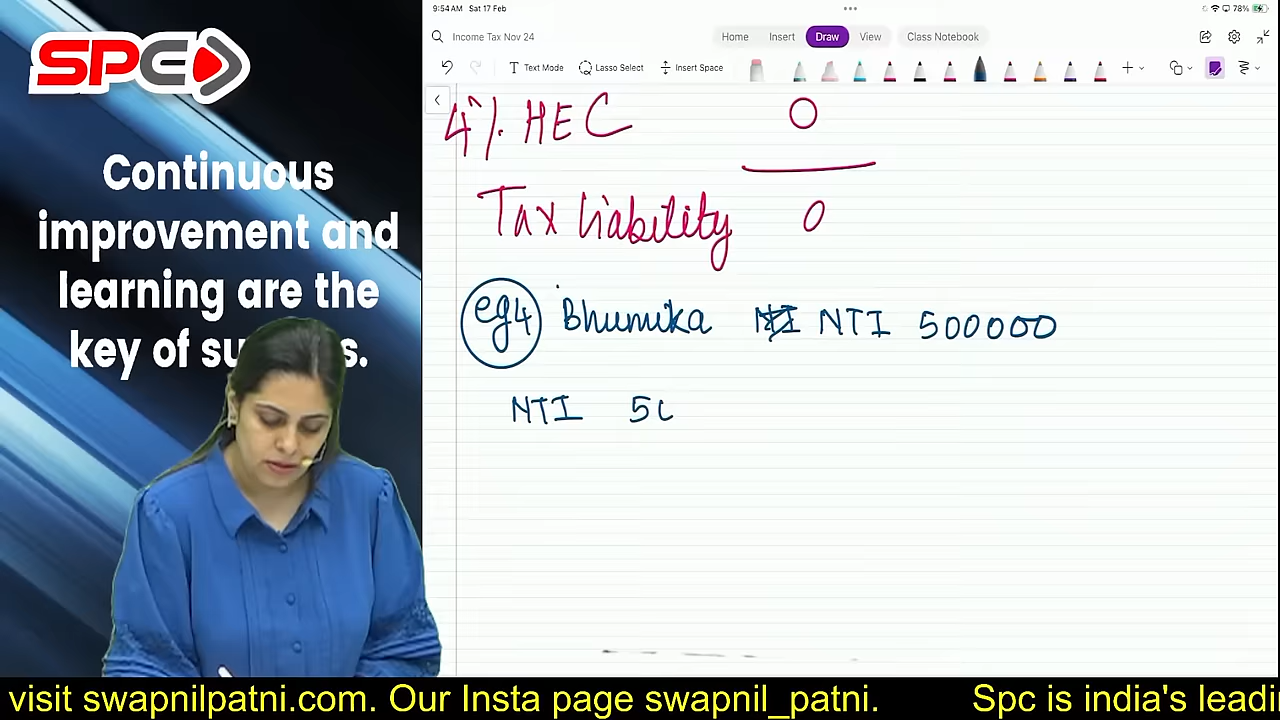 9:54 AM Sat 17 Feb
78%
SPC
Continuous
improvement and
learning are the
key of su s.
Income Tax Nov 24
Home Insert Draw View Class Notebook
Text Mode Lasso Select Insert Space
4% HEC 0
Tax liability 0
eg4 Bhumika NTI NTI 500000
NTI 50
visit swapnilpatni.com. Our Insta page swapnil_patni. Spc is india's leadi